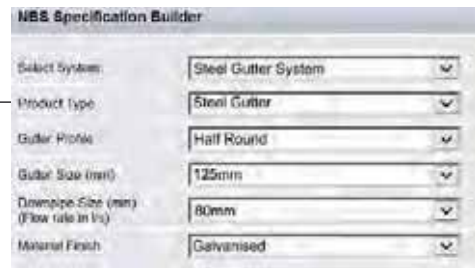 NBS Specification Builder
Select System Steel Gutter System
Product Type Steel Gutter
Gutter Profile Half Round
Gutter Size (mm) 125mm
Downpipe Size (mm) 80mm
(Flow rate in l/s)
Material Finish Galvanised